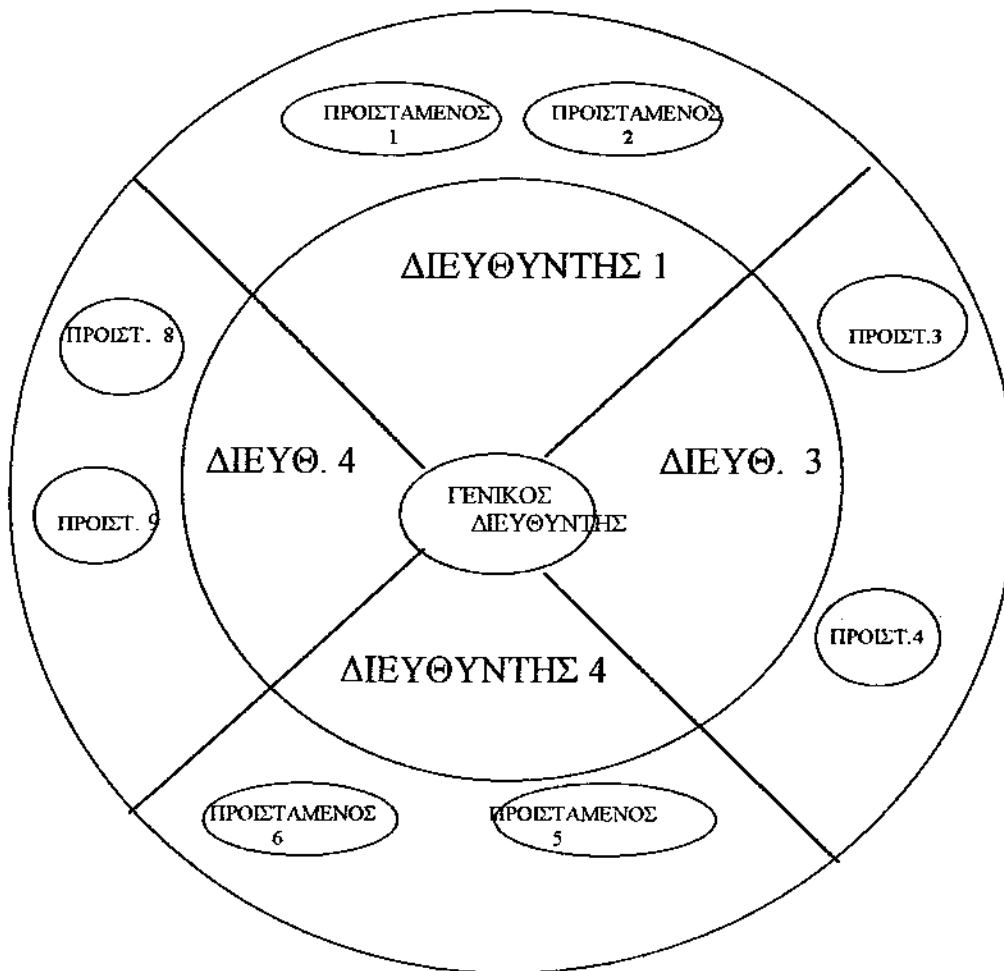 ΠΡΟΙΣΤΑΜΕΝΟΣ
1
ΠΡΟΙΣΤΑΜΕΝΟΣ
2
ΔΙΕΥΘΥΝΤΗΣ 1
ΠΡΟΙΣΤ. 8
ΠΡΟΙΣΤ.3
ΔΙΕΥΘ. 4
ΔΙΕΥΘ. 3
ΓΕΝΙΚΟΣ
ΔΙΕΥΘΥΝΤΗΣ
ΠΡΟΙΣΤ. 9
ΠΡΟΙΣΤ.4
ΔΙΕΥΘΥΝΤΗΣ 4
ΠΡΟΙΣΤΑΜΕΝΟΣ
6
ΠΡΟΙΣΤΑΜΕΝΟΣ
5